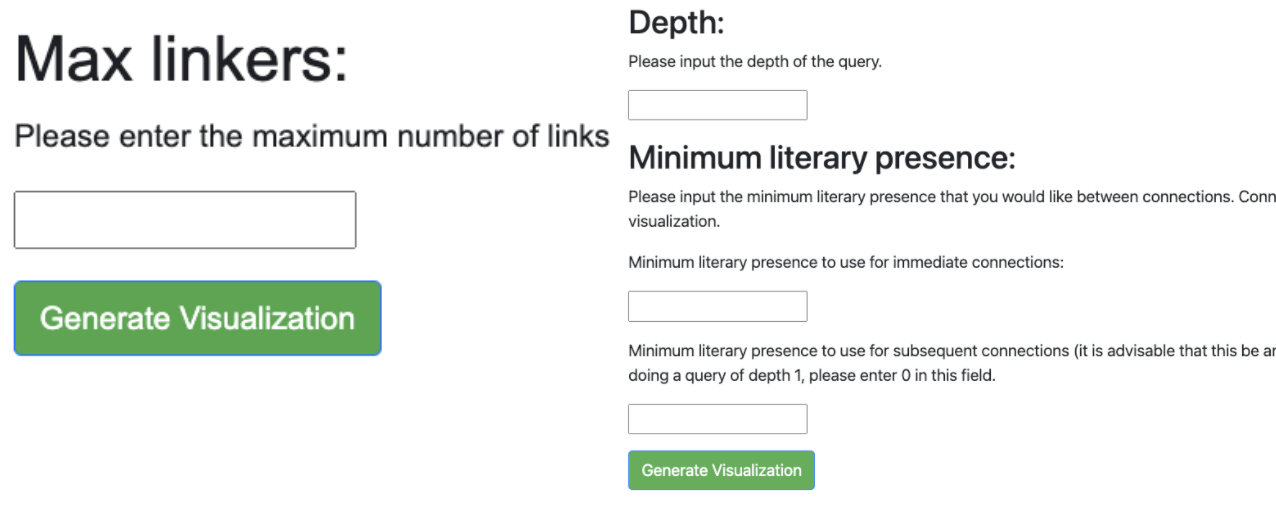 Max linkers:
Please enter the maximum number of links
Generate Visualization
Depth:
Please input the depth of the query.
Minimum literary presence:
Please input the minimum literary presence that you would like between connections. Conn
visualization.
Minimum literary presence to use for immediate connections:
Minimum literary presence to use for subsequent connections (it is advisable that this be ar
doing a query of depth 1, please enter 0 in this field.
Generate Visualization